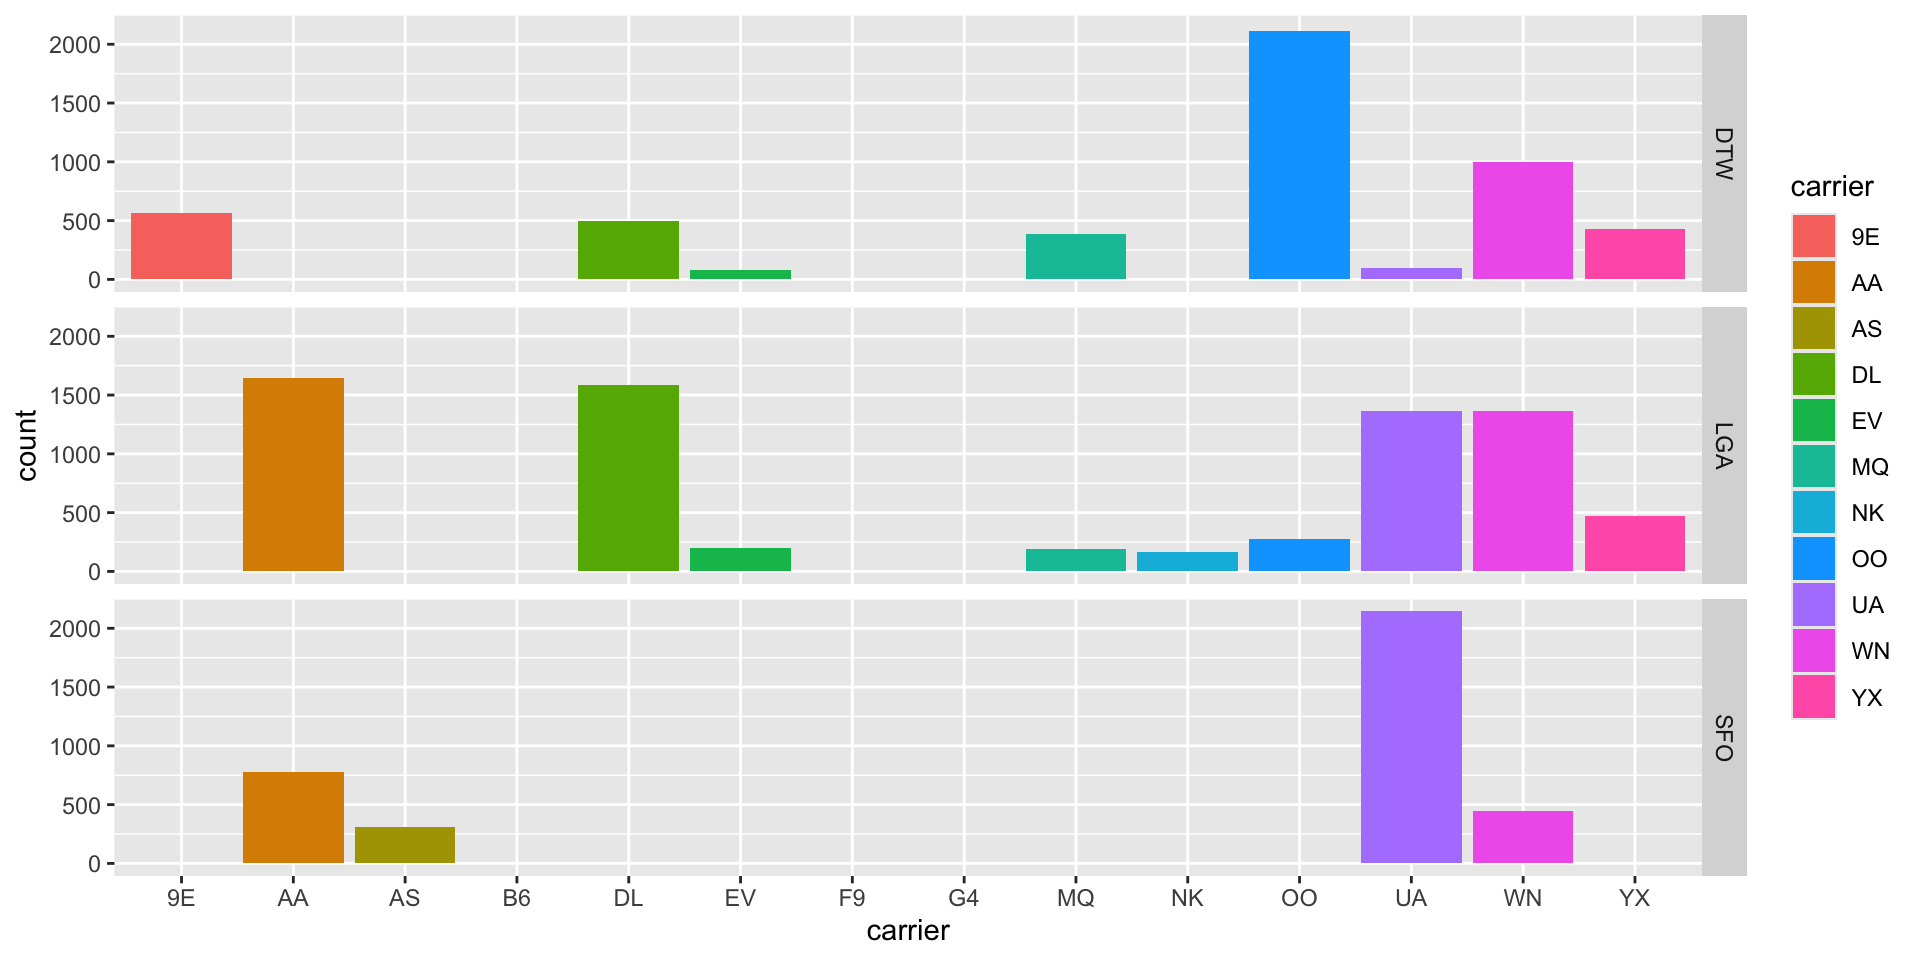 2000
1500
1000
500
0
DTW
2000
1500
1000
500
0
LGA
2000
1500
1000
500
0
SFO
count
9E AA AS B6 DL EV F9 G4 MQ NK OO UA WN YX
carrier
carrier
9E
AA
AS
DL
EV
MQ
NK
OO
UA
WN
YX